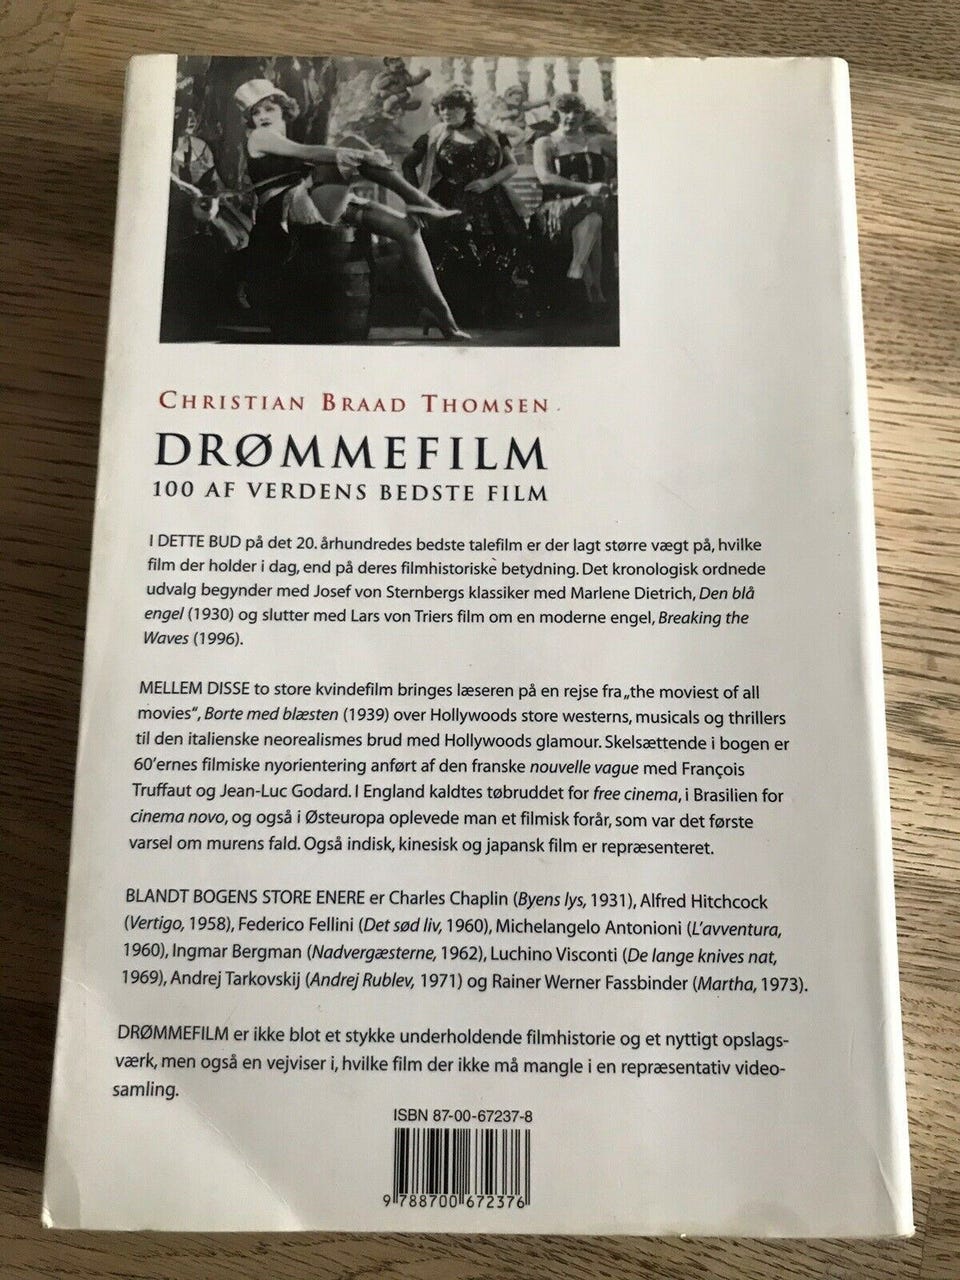 CHRISTIAN BRAAD THOMSEN
DRØMMEFILM
100 AF VERDENS BEDSTE FILM
I DETTE BUD på det 20. århundredes bedste talefilm er der lagt større vægt på, hvilke
film der holder i dag, end på deres filmhistoriske betydning. Det kronologisk ordnede
udvalg begynder med Josef von Sternbergs klassiker med Marlene Dietrich, Den blå
engel (1930) og slutter med Lars von Triers film om en moderne engel, Breaking the
Waves (1996).
MELLEM DISSE to store kvindefilm bringes læseren på en rejse fra „the moviest of all
movies“, Borte med blæsten (1939) over Hollywoods store westerns, musicals og thrillers
til den italienske neorealismes brud med Hollywoods glamour. Skelsættende i bogen er
60'ernes filmiske nyorientering anført af den franske nouvelle vague med François
Truffaut og Jean-Luc Godard. I England kaldtes tøbruddet for free cinema, i Brasilien for
cinema novo, og også i Østeuropa oplevede man et filmisk forår, som var det første
varsel om murens fald. Også indisk, kinesisk og japansk film er repræsenteret.
BLANDT BOGENS STORE ENERE er Charles Chaplin (Byens lys, 1931), Alfred Hitchcock
(Vertigo, 1958), Federico Fellini (Det sød liv, 1960), Michelangelo Antonioni (L'avventura,
1960), Ingmar Bergman (Nadvergæsterne, 1962), Luchino Visconti (De lange knives nat,
1969), Andrej Tarkovskij (Andrej Rublev, 1971) og Rainer Werner Fassbinder (Martha, 1973).
DRØMMEFILM er ikke blot et stykke underholdende filmhistorie og et nyttigt opslags-
værk, men også en vejviser i, hvilke film der ikke må mangle i en repræsentativ video-
samling.
ISBN 87-00-67237-8
9 788700 672376